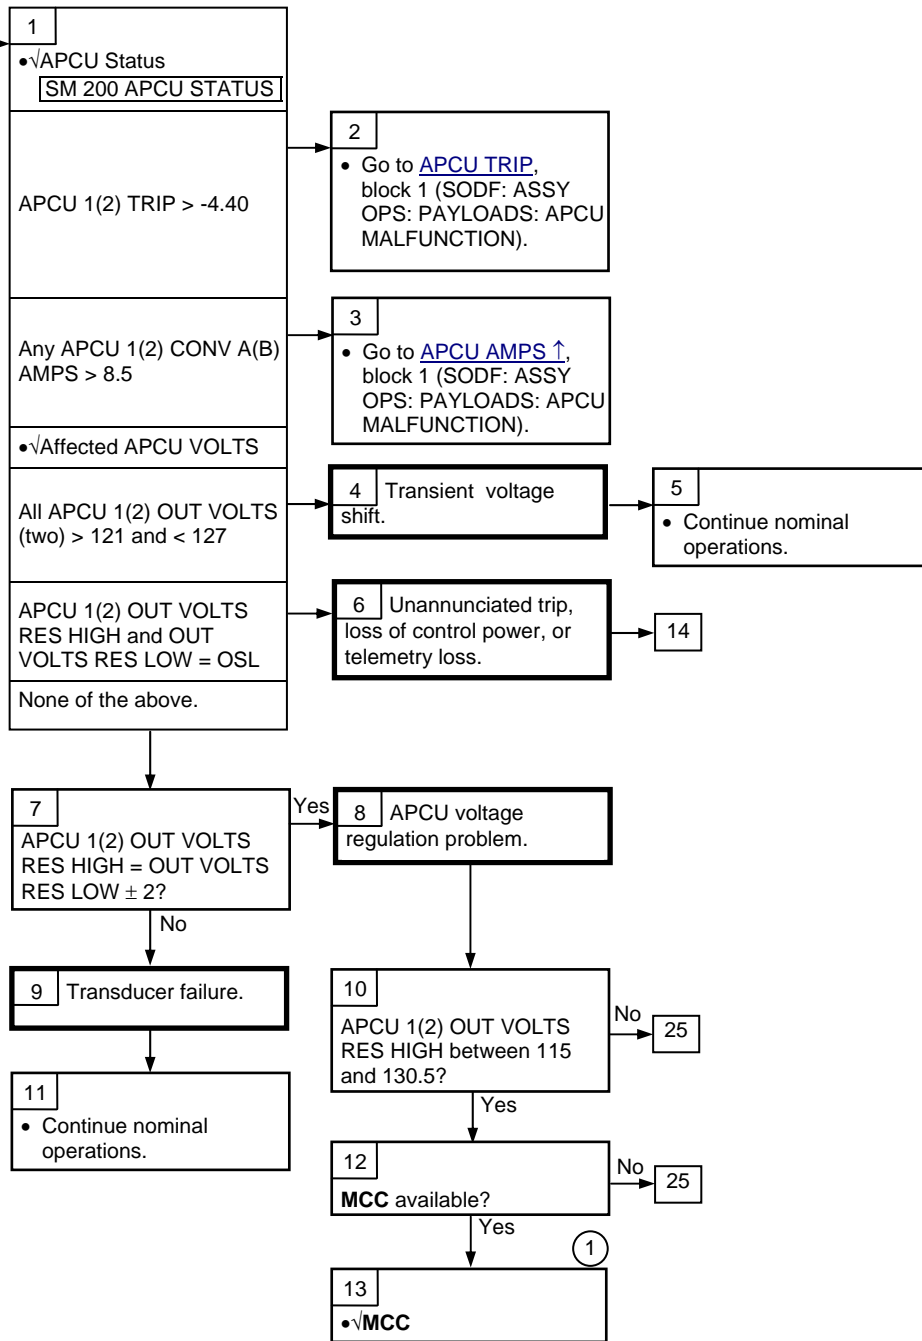 1
•√APCU Status
SM 200 APCU STATUS
APCU 1(2) TRIP > -4.40
2
• Go to APCU TRIP,
block 1 (SODF: ASSY
OPS: PAYLOADS: APCU
MALFUNCTION).
Any APCU 1(2) CONV A(B)
AMPS > 8.5
3
• Go to APCU AMPS ↑,
block 1 (SODF: ASSY
OPS: PAYLOADS: APCU
MALFUNCTION).
•√Affected APCU VOLTS
All APCU 1(2) OUT VOLTS
(two) > 121 and < 127
4 Transient voltage
shift.
5
• Continue nominal
operations.
APCU 1(2) OUT VOLTS
RES HIGH and OUT
VOLTS RES LOW = OSL
6 Unannunciated trip,
loss of control power, or
telemetry loss.
14
None of the above.
7
APCU 1(2) OUT VOLTS
RES HIGH = OUT VOLTS
RES LOW ± 2?
Yes
8 APCU voltage
regulation problem.
No
9 Transducer failure.
10
APCU 1(2) OUT VOLTS
RES HIGH between 115
and 130.5?
No
25
Yes
11
• Continue nominal
operations.
12
MCC available?
No
25
Yes
1
13
•√MCC